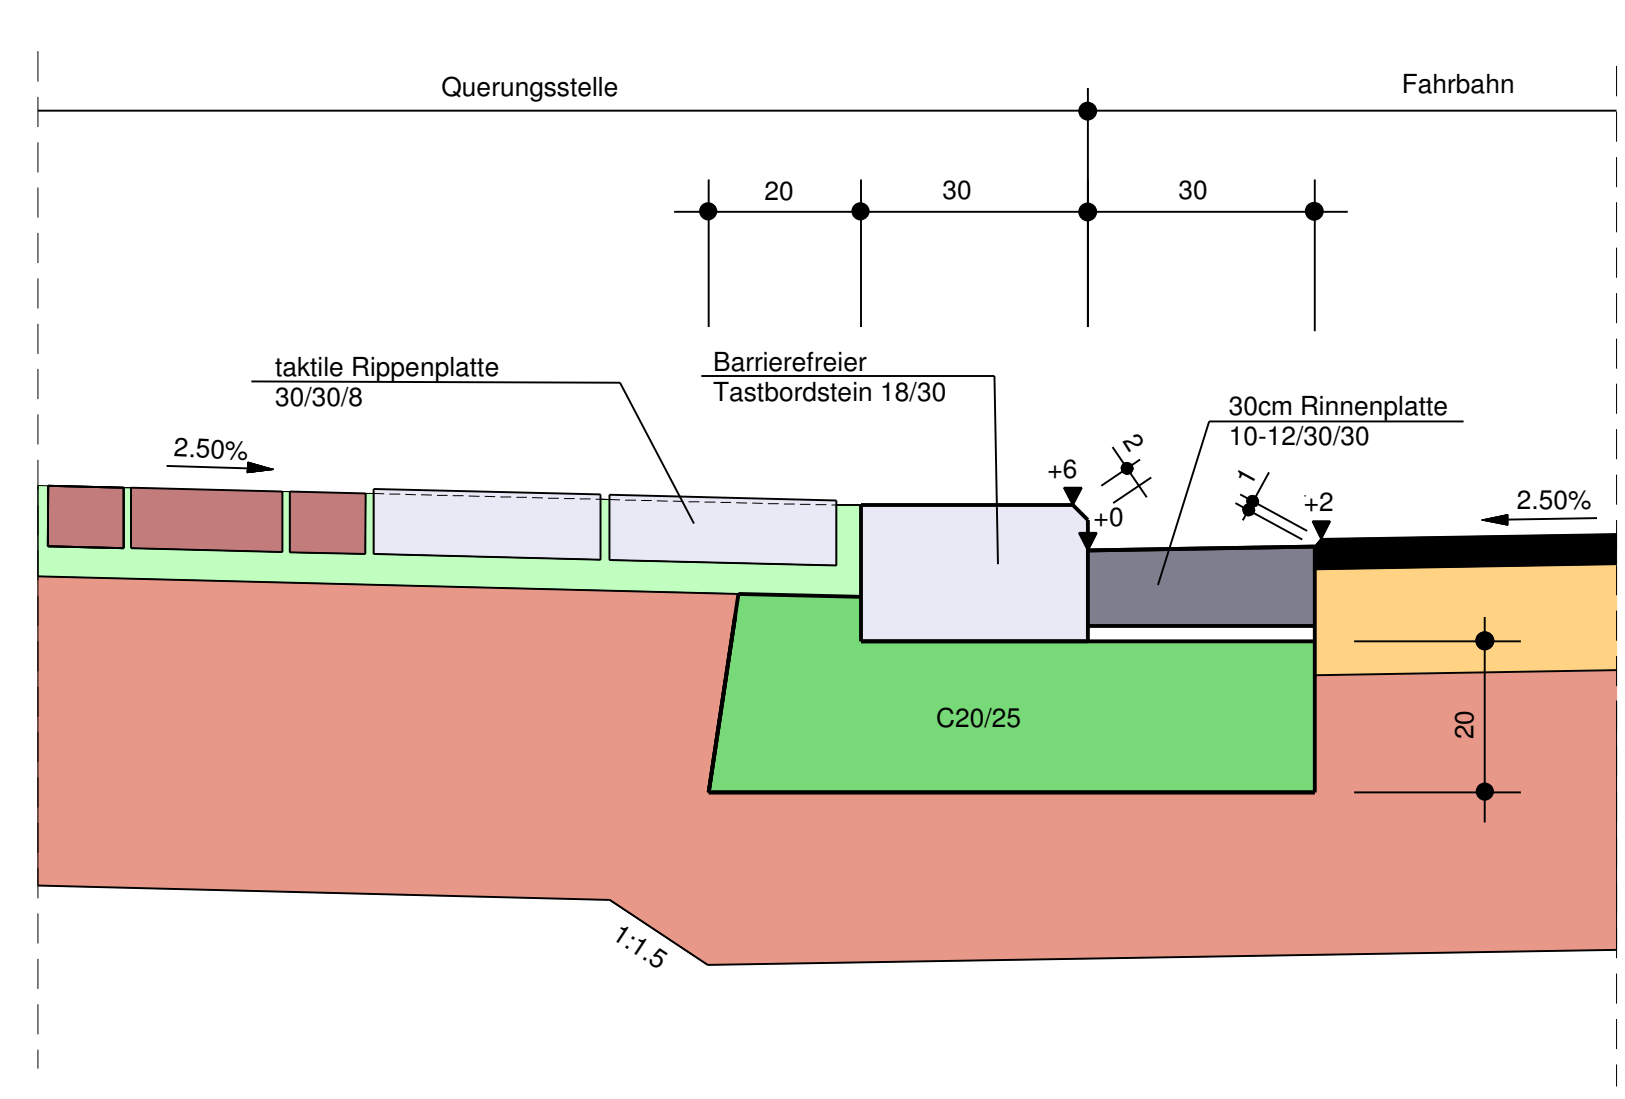 Querungsstelle
Fahrbahn
20
30
30
taktile Rippenplatte
30/30/8
Barrierefreier
Tastbordstein 18/30
30cm Rinnenplatte
10-12/30/30
2.50%
+6
2
+0
1
+2
2.50%
C20/25
20
1:1.5